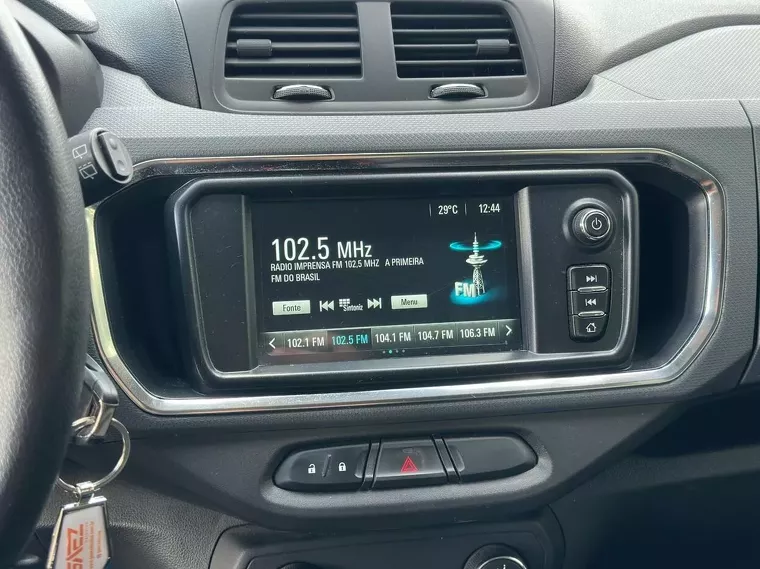 29°C 12:44
102.5 MHz
RADIO IMPRENSA FM 102,5 MHZ A PRIMEIRA
FM DO BRASIL
FM
Fonte Sintoniz Menu
102.1 FM 102.5 FM 104.1 FM 104.7 FM 106.3 FM